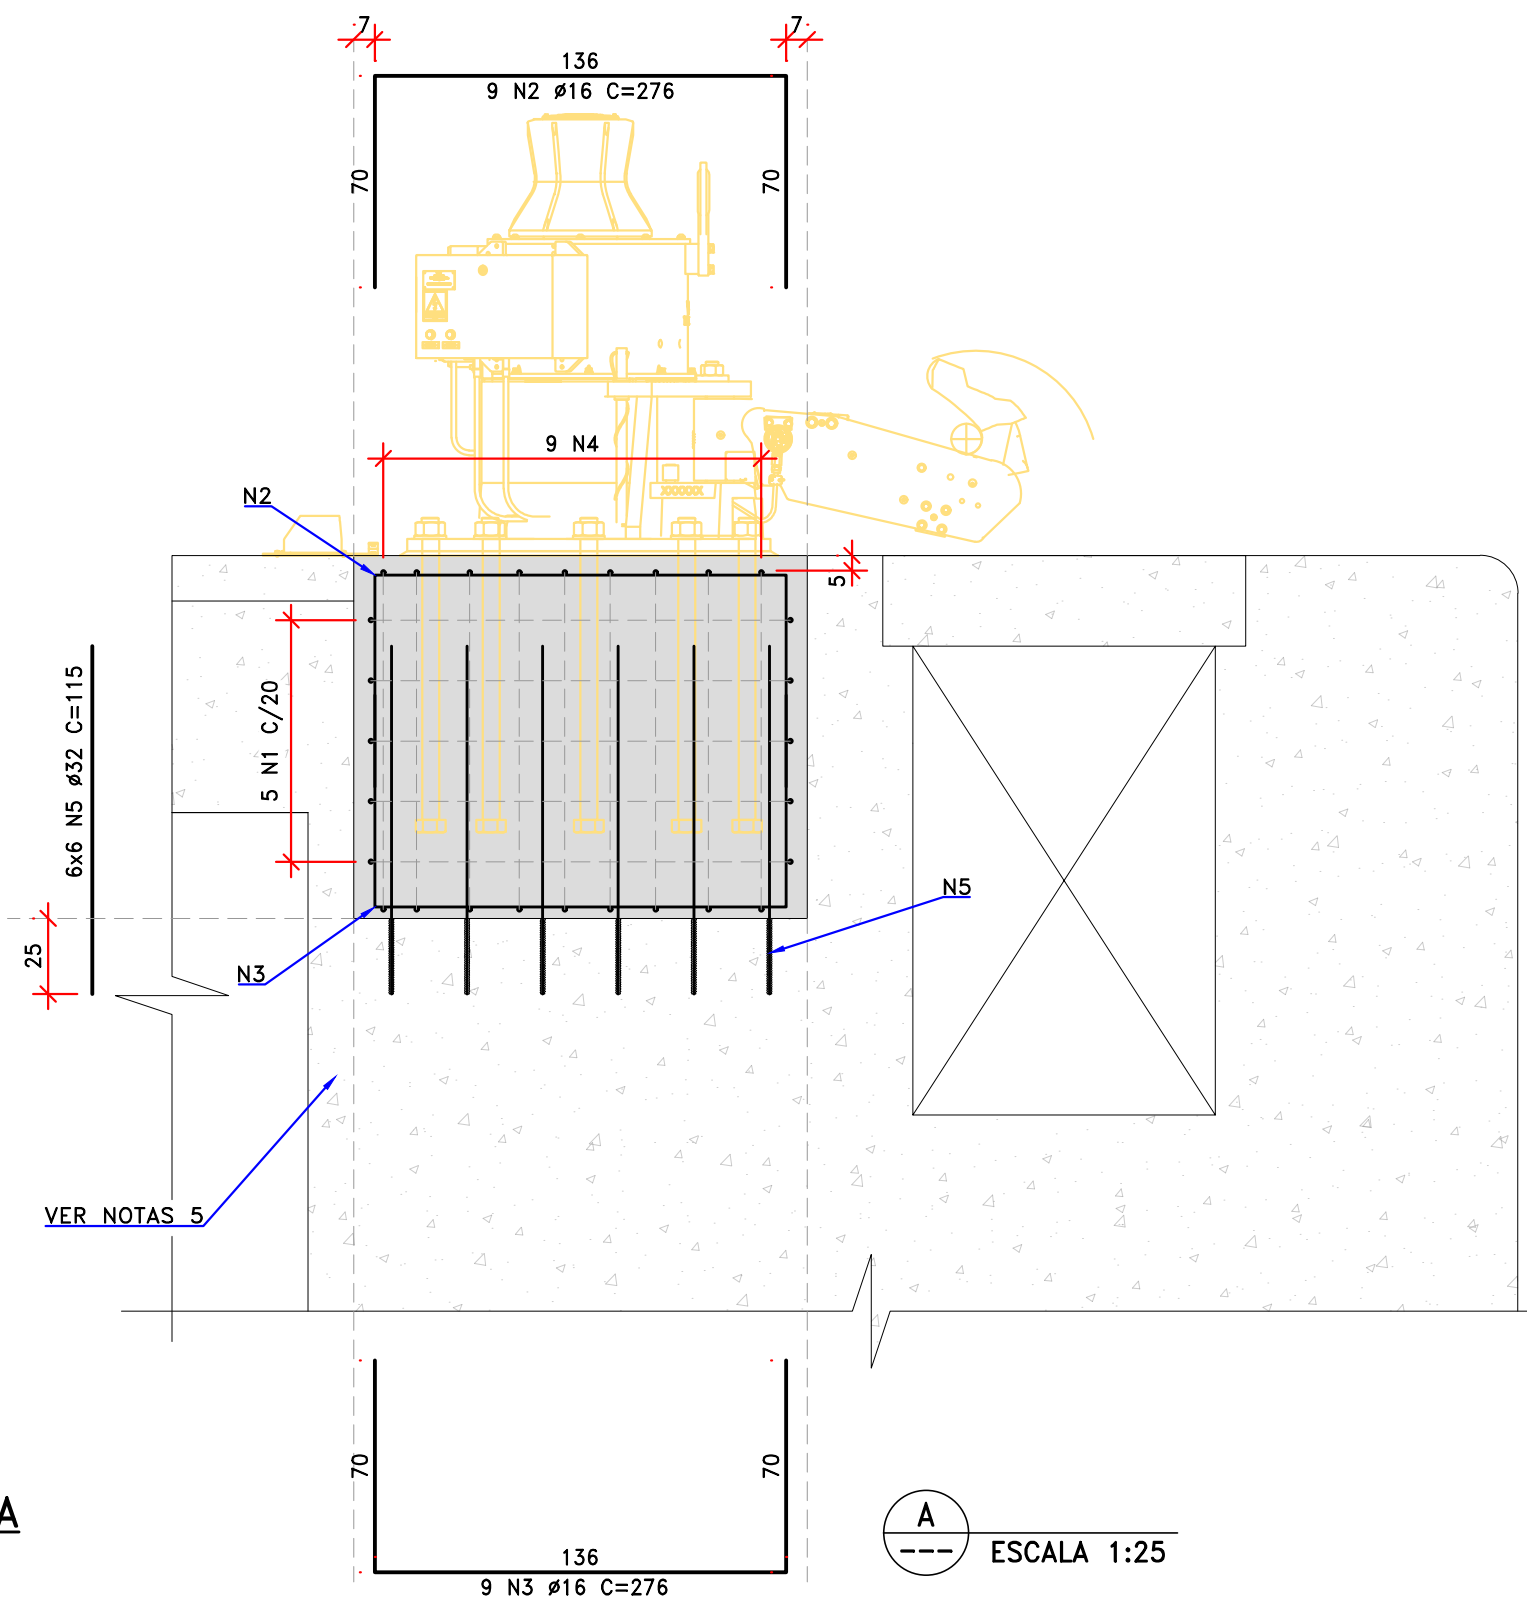 7
7
136
9 N2 Ø16 C=276
70
70
9 N4
XXXXXX
N2
5
5 N1 C/20
6x6 N5 Ø32 C=115
N5
25
N3
VER NOTAS 5
70
70
136
9 N3 Ø16 C=276
A
A
---
ESCALA 1:25